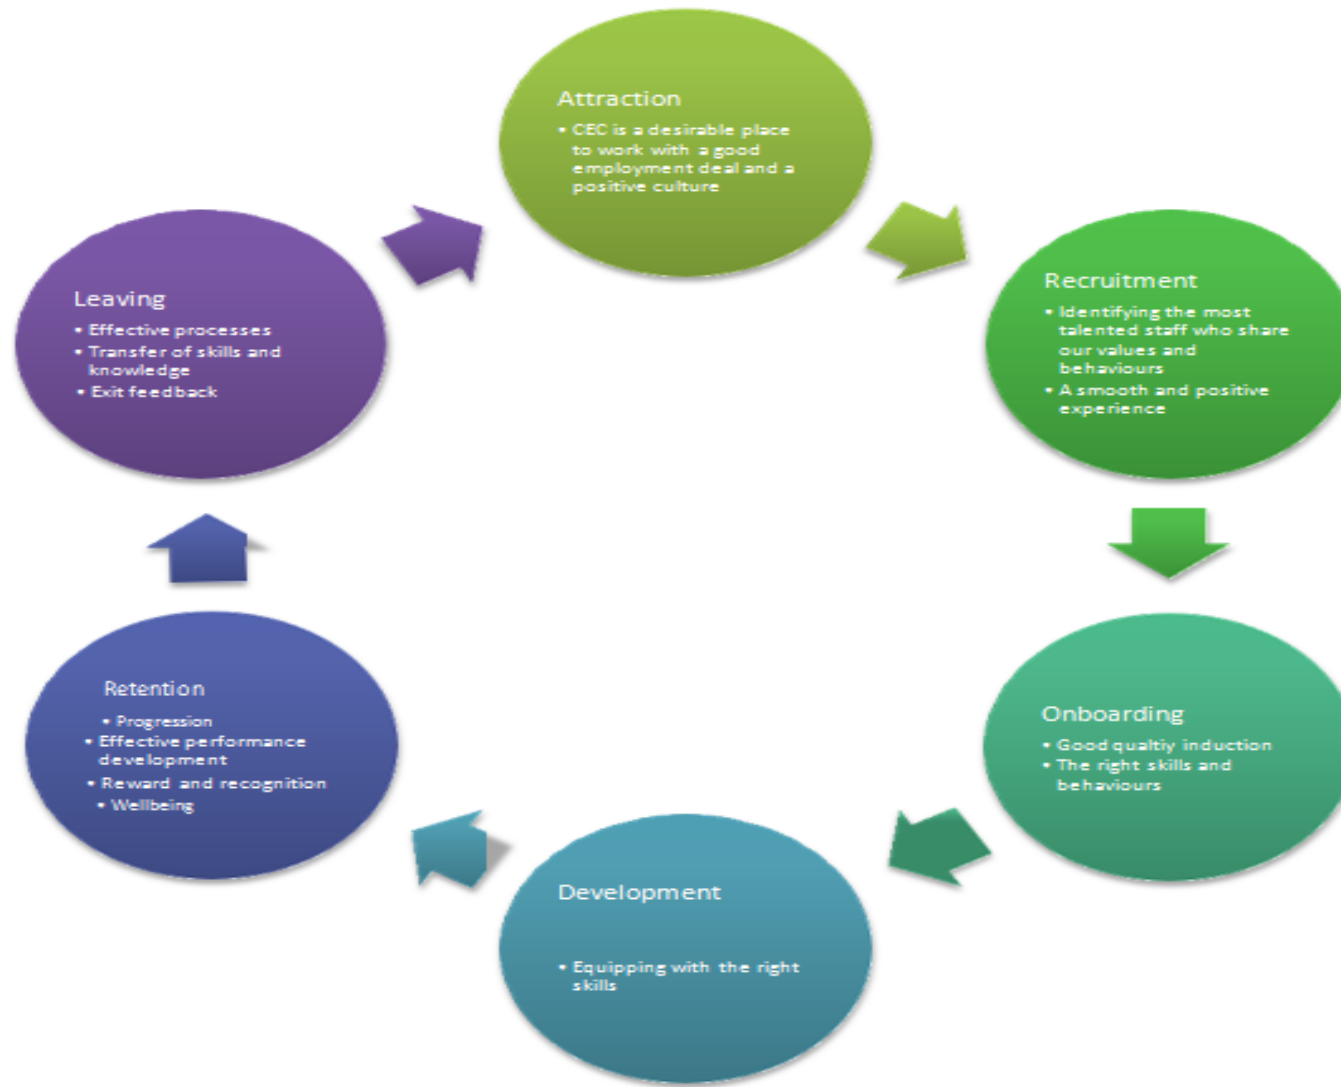 Attraction
• CEC is a desirable place
to work with a good
employment deal and a
positive culture
Recruitment
• Identifying the most
talented staff who share
our values and
behaviours
• A smooth and positive
experience
Onboarding
• Good qualtiy induction
• The right skills and
behaviours
Development
• Equipping with the right
skills
Retention
• Progression
• Effective performance
development
• Reward and recognition
• Wellbeing
Leaving
• Effective processes
• Transfer of skills and
knowledge
• Exit feedback